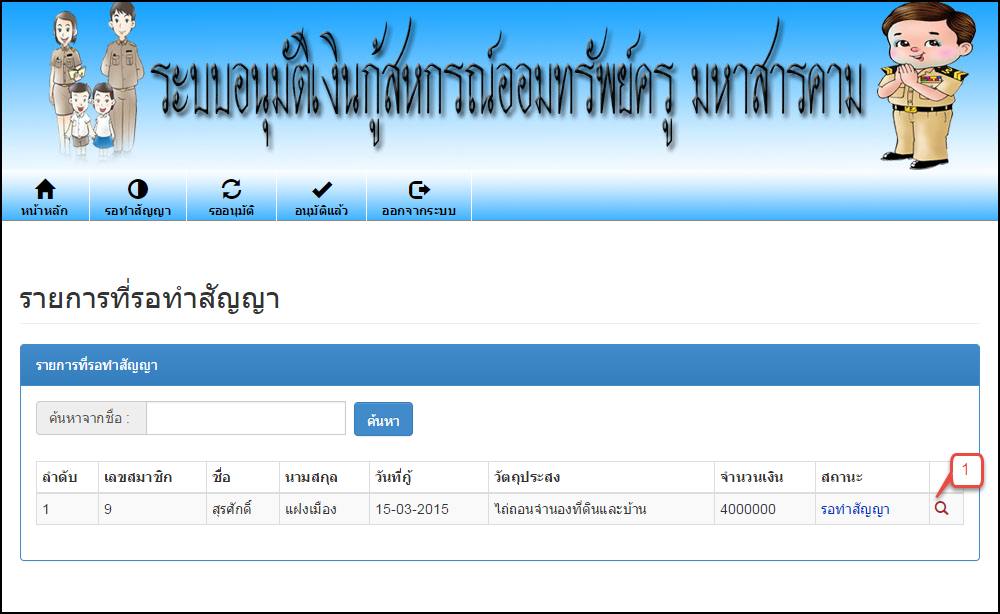 ระบบอนุมัติเงินกู้สหกรณ์ออมทรัพย์ครู มหาสารคาม
หน้าหลัก รอทำสัญญา รออนุมัติ อนุมัติแล้ว ออกจากระบบ
รายการที่รอทำสัญญา
รายการที่รอทำสัญญา
ค้นหาจากชื่อ : ค้นหา
ลำดับ เลขสมาชิก ชื่อ นามสกุล วันที่กู้ วัตถุประสง จำนวนเงิน สถานะ
1
1 9 สุรศักดิ์ แฝงเมือง 15-03-2015 ไถ่ถอนจำนองที่ดินและบ้าน 4000000 รอทำสัญญา